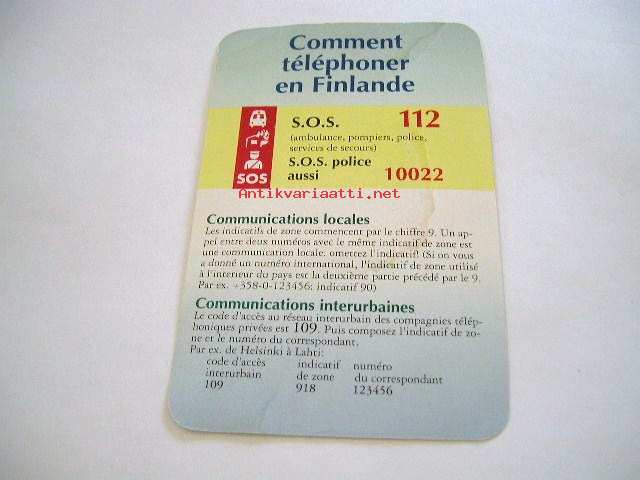 Comment
téléphoner
en Finlande
S.O.S. 112
(ambulance, pompiers, police,
services de secours)
S.O.S. police
aussi 10022
SOS
Antikvariaatti.net
Communications locales
Les indicatifs de zone commencent par le chiffre 9. Un ap-
pel entre deux numéros avec le même indicatif de zone est
une communication locale: omettez l'indicatif! (Si on vous
a donné un numéro international, l'indicatif de zone utilisé
à l'interieur du pays est la deuxième partie précédé par le 9.
Par ex. +358-0-123456: indicatif 90)
Communications interurbaines
Le code d'accès au réseau interurbain des compagnies télép-
honiques privées est 109. Puis composez l'indicatif de zo-
ne et le numéro du correspondant.
Par ex. de Helsinki à Lahti:
code d'accès indicatif numéro
interurbain de zone du correspondant
109 918 123456